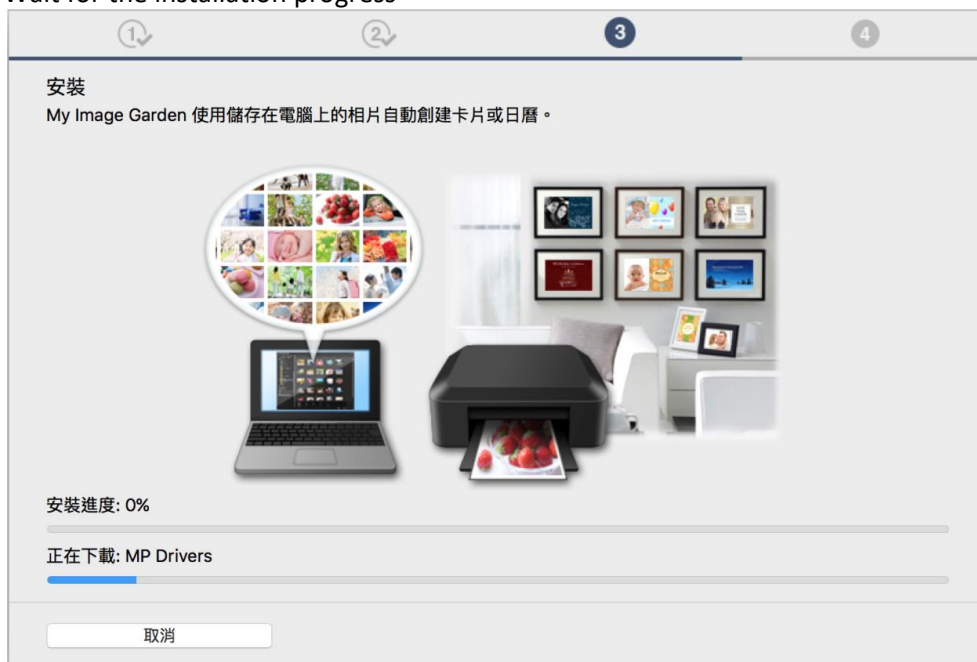 Wait for the installation progress
1 2 3 4
安裝
My Image Garden 使用儲存在電腦上的相片自動創建卡片或日曆。
安裝進度: 0%
正在下載: MP Drivers
取消